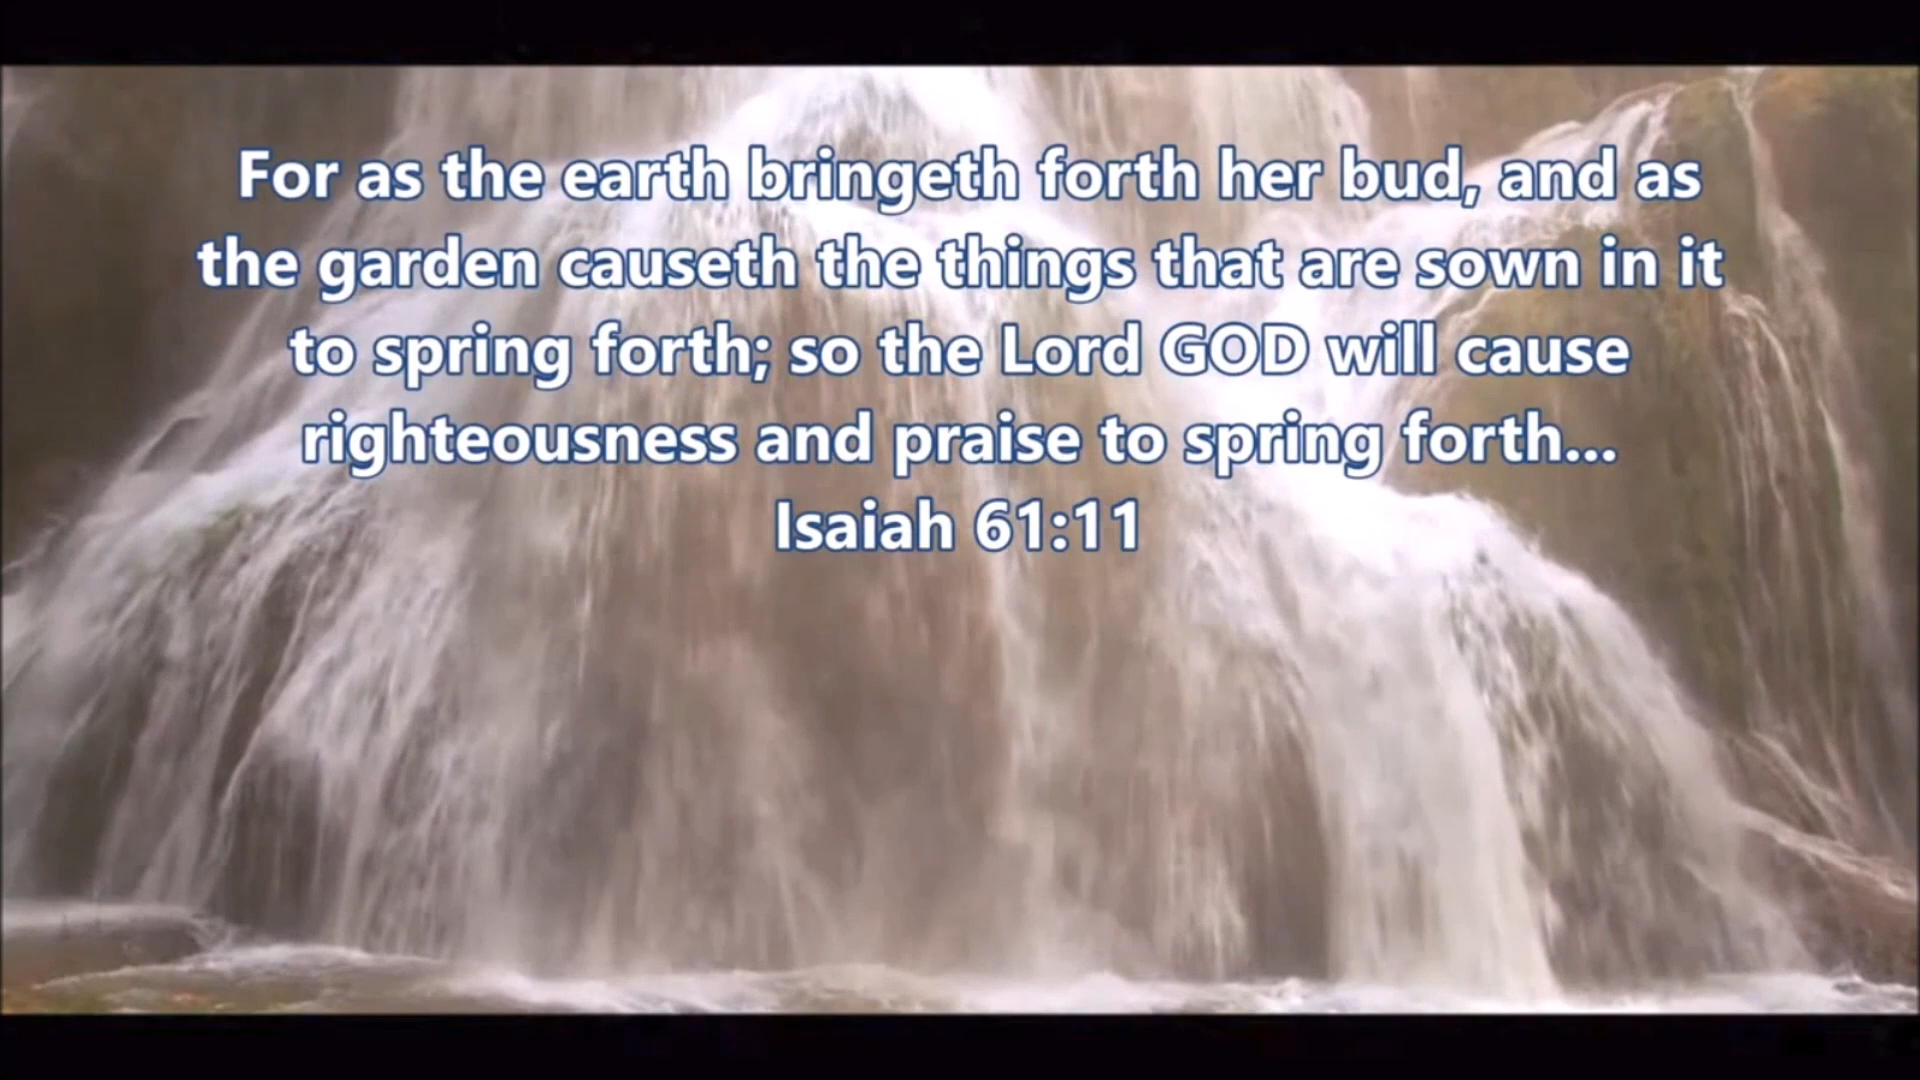 For as the earth bringeth forth her bud, and as
the garden causeth the things that are sown in it
to spring forth; so the Lord GOD will cause
righteousness and praise to spring forth...
Isaiah 61:11